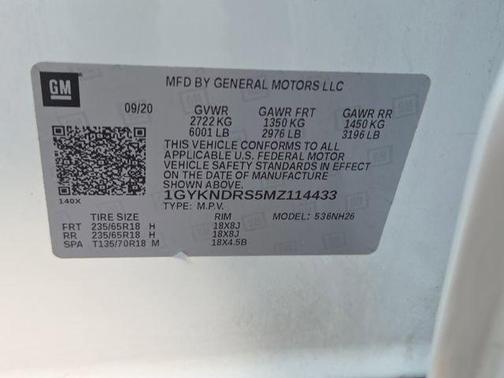 GM
MFD BY GENERAL MOTORS LLC
09/20 GVWR GAWR FRT GAWR RR
2722 KG 1350 KG 1450 KG
6001 LB 2976 LB 3196 LB
THIS VEHICLE CONFORMS TO ALL
APPLICABLE U.S. FEDERAL MOTOR
VEHICLE SAFETY STANDARDS IN EFFECT
ON THE DATE OF MANUFACTURE
SHOWN ABOVE.
140X 1GYKNDRS5MZ114433
TYPE: M.P.V.
TIRE SIZE RIM MODEL: 536NH26
FRT 235/65R18 H 18X8J
RR 235/65R18 H 18X8J
SPA T135/70R18 M 18X4.5B